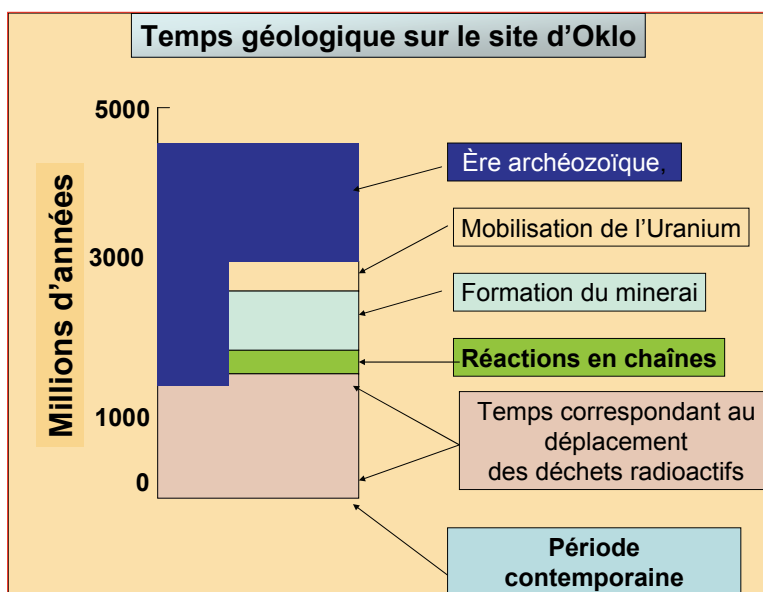 Temps géologique sur le site d'Oklo
5000
3000
1000
0
Millions d'années
Ère archéozoïque,
Mobilisation de l'Uranium
Formation du minerai
Réactions en chaînes
Temps correspondant au
déplacement
des déchets radioactifs
Période
contemporaine